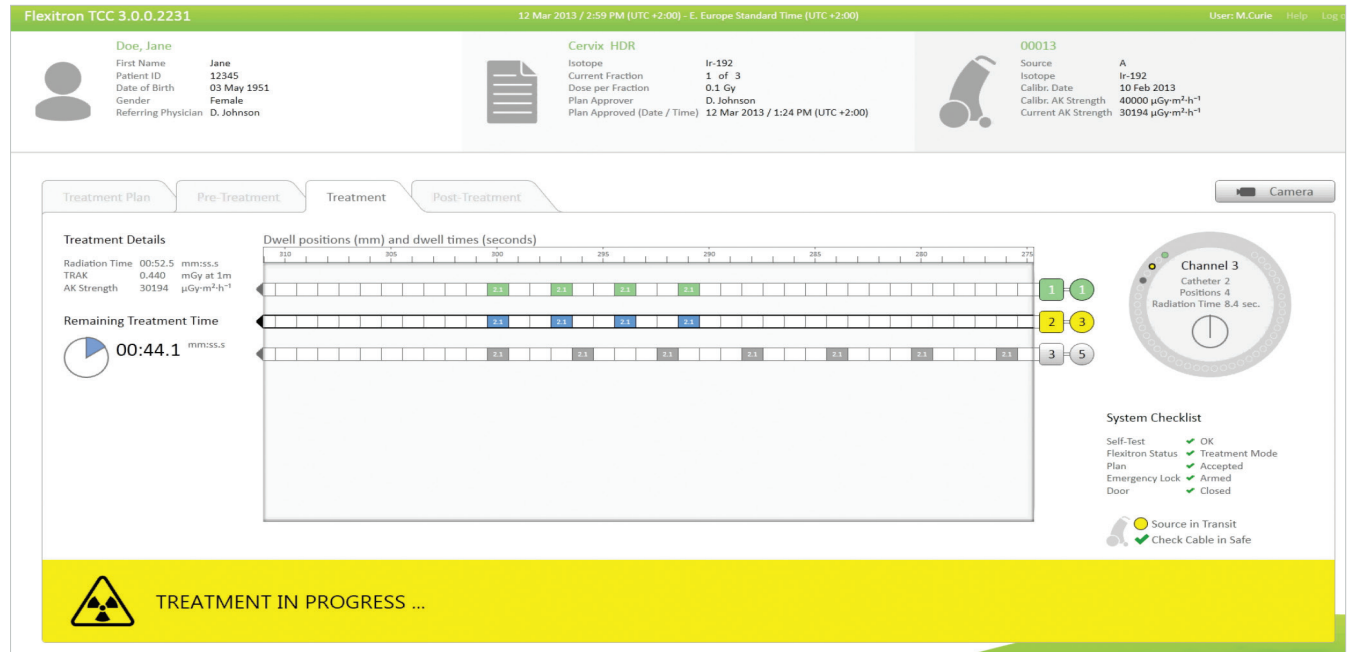 Flexitron TCC 3.0.0.2231
12 Mar 2013 / 2:59 PM (UTC +2:00) - E. Europe Standard Time (UTC +2:00)
User: M.Curie Help Log
Doe, Jane
First Name Jane
Patient ID 12345
Date of Birth 03 May 1951
Gender Female
Referring Physician D. Johnson
Cervix HDR
Isotope Ir-192
Current Fraction 1 of 3
Dose per Fraction 0.1 Gy
Plan Approver D. Johnson
Plan Approved (Date / Time) 12 Mar 2013 / 1:24 PM (UTC +2:00)
00013
Source A
Isotope Ir-192
Calibr. Date 10 Feb 2013
Calibr. AK Strength 40000 µGy·m²·h⁻¹
Current AK Strength 30194 µGy·m²·h⁻¹
Treatment Plan Pre-Treatment Treatment Post-Treatment
Camera
Treatment Details
Radiation Time 00:52.5 mm:ss.s
TRAK 0.440 mGy at 1m
AK Strength 30194 µGy·m²·h⁻¹
Remaining Treatment Time
00:44.1 mm:ss.s
Dwell positions (mm) and dwell times (seconds)
310 305 300 295 290 285 280 275
2.1 2.1 2.1 2.1 1 1
2.1 2.1 2.1 2.1 2 3
2.1 2.1 2.1 2.1 2.1 2.1 2.1 3 5
Channel 3
Catheter 2
Positions 4
Radiation Time 8.4 sec.
System Checklist
Self-Test ✔ OK
Flexitron Status ✔ Treatment Mode
Plan ✔ Accepted
Emergency Lock ✔ Armed
Door ✔ Closed
Source in Transit
✔ Check Cable in Safe
TREATMENT IN PROGRESS ...